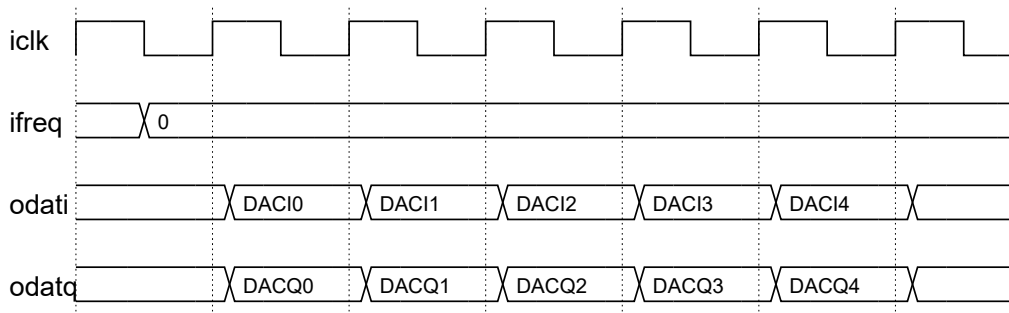 iclk
ifreq 0
odati DACI0 DACI1 DACI2 DACI3 DACI4
odatq DACQ0 DACQ1 DACQ2 DACQ3 DACQ4